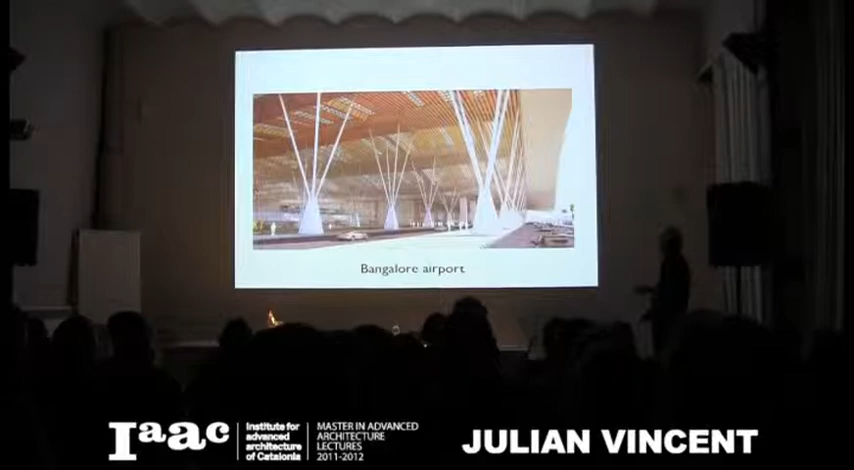 Bangalore airport
Iaac
Institute for
advanced
architecture
of Catalonia
MASTER IN ADVANCED
ARCHITECTURE
LECTURES
2011-2012
JULIAN VINCENT